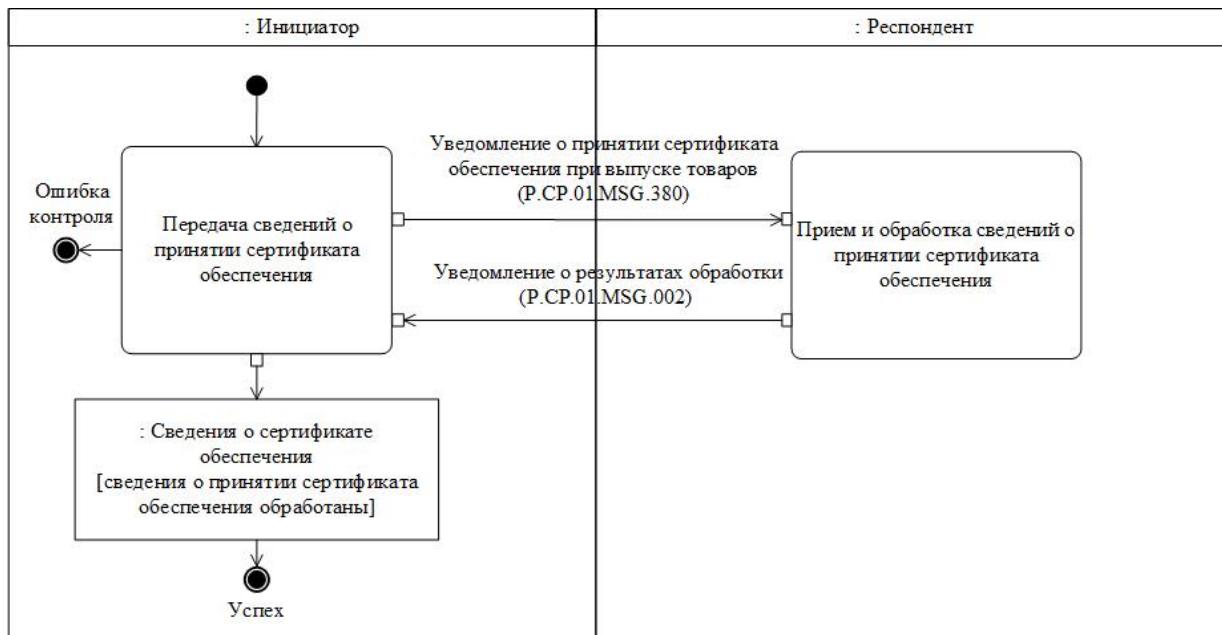 : Инициатор
: Респондент
Уведомление о принятии сертификата
обеспечения при выпуске товаров
(P.CP.01.MSG.380)
Ошибка
контроля
Передача сведений о
принятии сертификата
обеспечения
Прием и обработка сведений о
принятии сертификата
обеспечения
Уведомление о результатах обработки
(P.CP.01.MSG.002)
: Сведения о сертификате
обеспечения
[сведения о принятии сертификата
обеспечения обработаны]
Успех